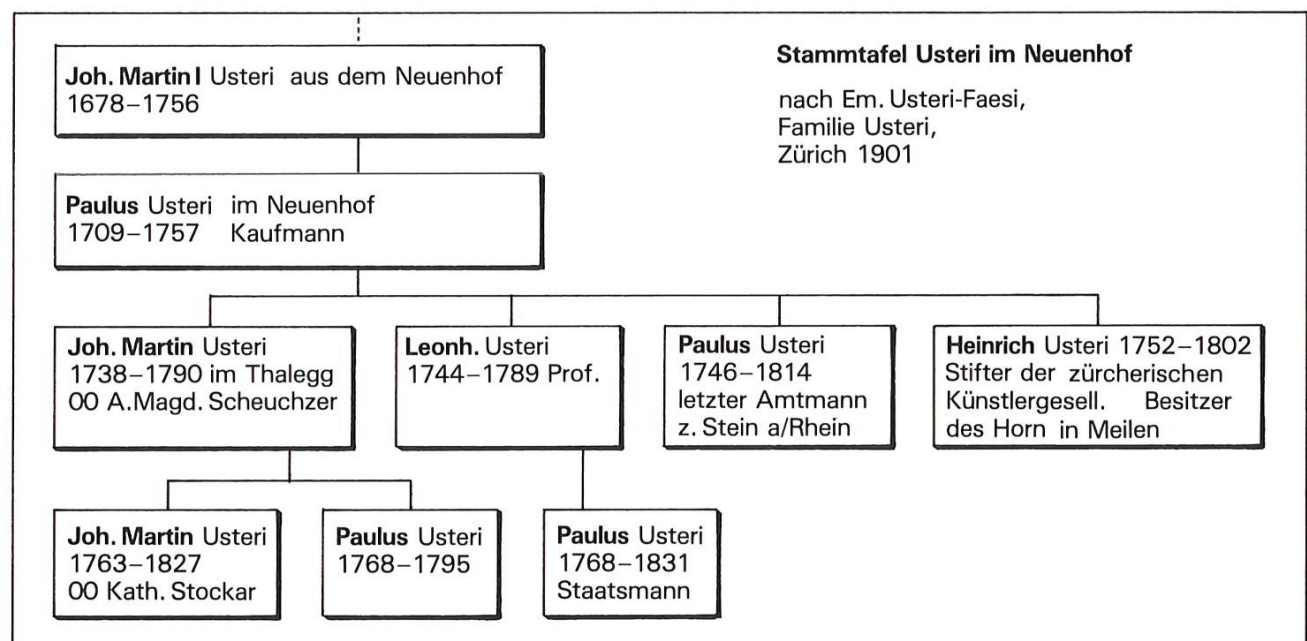 Joh. Martin I Usteri aus dem Neuenhof
1678–1756
Stammtafel Usteri im Neuenhof
nach Em. Usteri-Faesi,
Familie Usteri,
Zürich 1901
Paulus Usteri im Neuenhof
1709–1757 Kaufmann
Joh. Martin Usteri
1738–1790 im Thalegg
OO A.Magd. Scheuchzer
Leonh. Usteri
1744–1789 Prof.
Paulus Usteri
1746–1814
letzter Amtmann
z. Stein a/Rhein
Heinrich Usteri 1752–1802
Stifter der zürcherischen
Künstlergesell. Besitzer
des Horn in Meilen
Joh. Martin Usteri
1763–1827
OO Kath. Stockar
Paulus Usteri
1768–1795
Paulus Usteri
1768–1831
Staatsmann